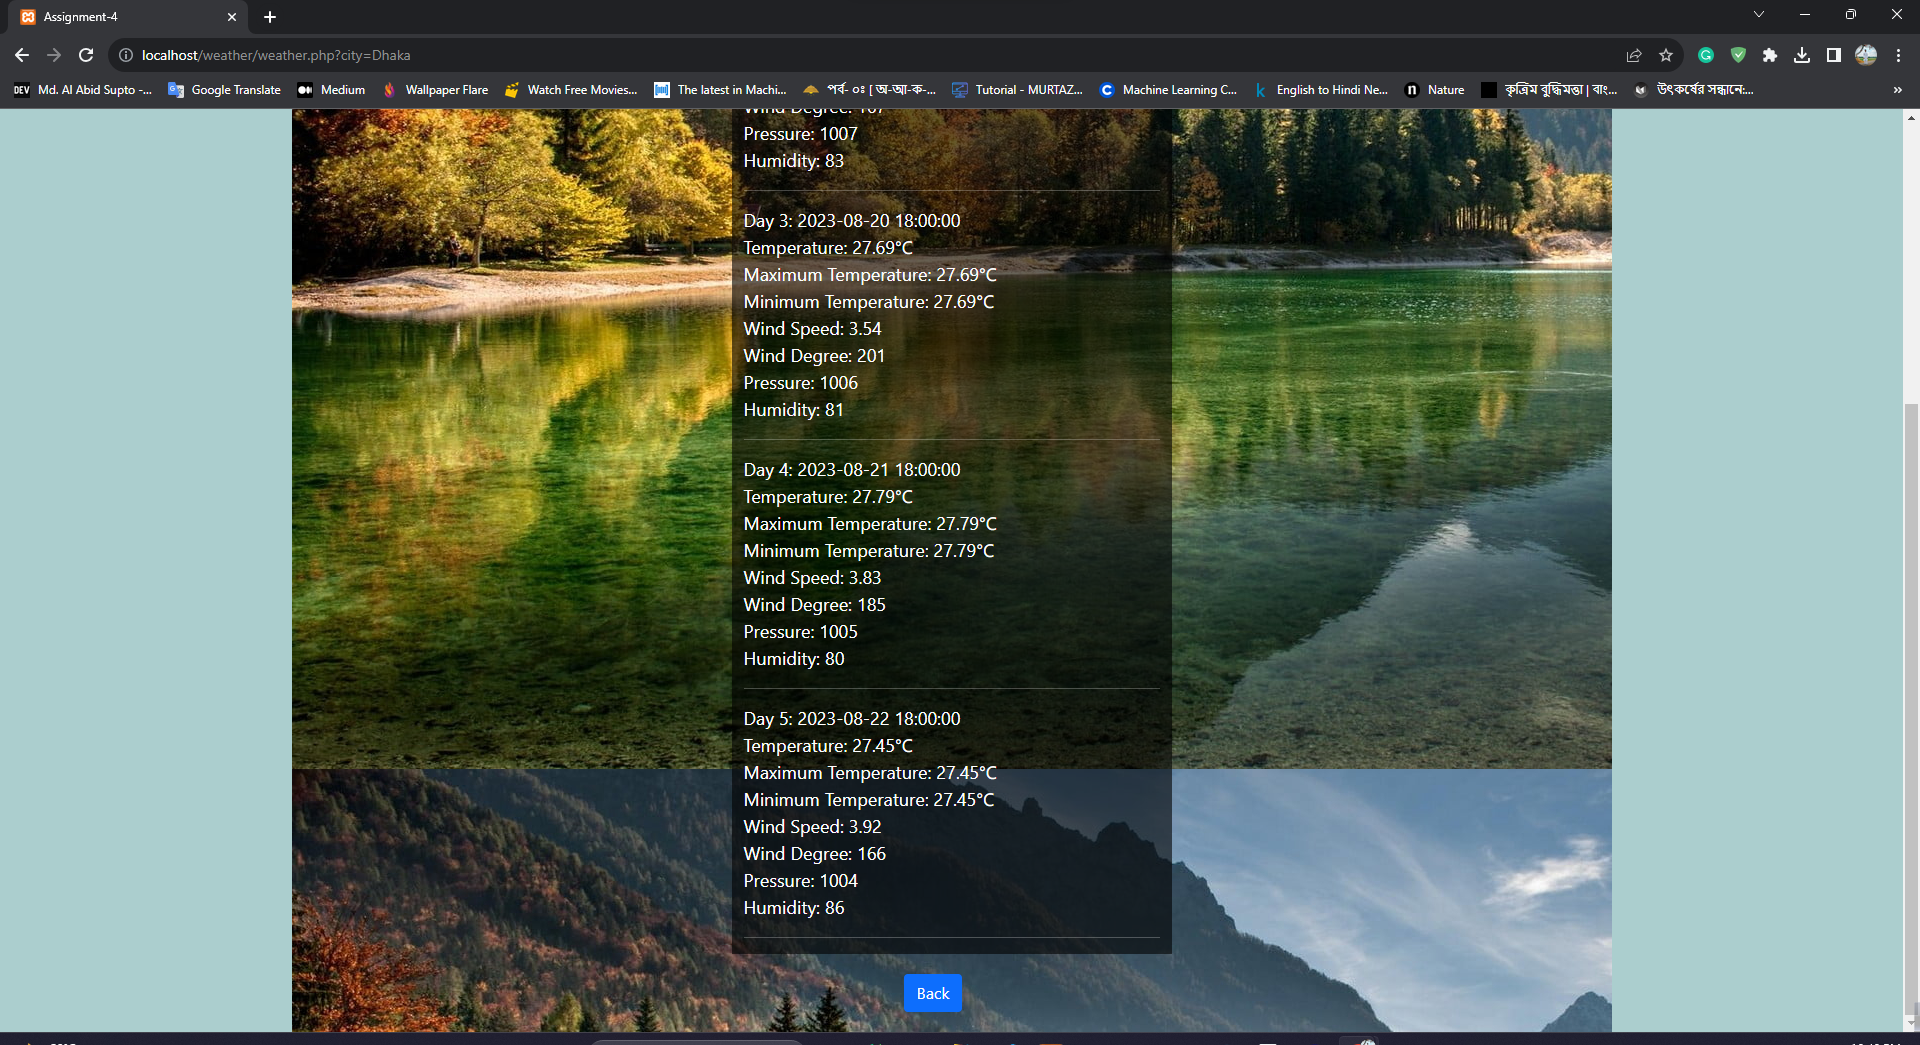 Assignment-4
localhost/weather/weather.php?city=Dhaka
DEV Md. Al Abid Supto -... Google Translate Medium Wallpaper Flare Watch Free Movies... The latest in Machi... পর্ব- ০ঃ [ অ-আ-ক-... Tutorial - MURTAZ... Machine Learning C... English to Hindi Ne... Nature কৃত্রিম বুদ্ধিমত্তা | বাং... উৎকর্ষের সন্ধানে:...
Wind Degree: 167
Pressure: 1007
Humidity: 83
Day 3: 2023-08-20 18:00:00
Temperature: 27.69°C
Maximum Temperature: 27.69°C
Minimum Temperature: 27.69°C
Wind Speed: 3.54
Wind Degree: 201
Pressure: 1006
Humidity: 81
Day 4: 2023-08-21 18:00:00
Temperature: 27.79°C
Maximum Temperature: 27.79°C
Minimum Temperature: 27.79°C
Wind Speed: 3.83
Wind Degree: 185
Pressure: 1005
Humidity: 80
Day 5: 2023-08-22 18:00:00
Temperature: 27.45°C
Maximum Temperature: 27.45°C
Minimum Temperature: 27.45°C
Wind Speed: 3.92
Wind Degree: 166
Pressure: 1004
Humidity: 86
Back